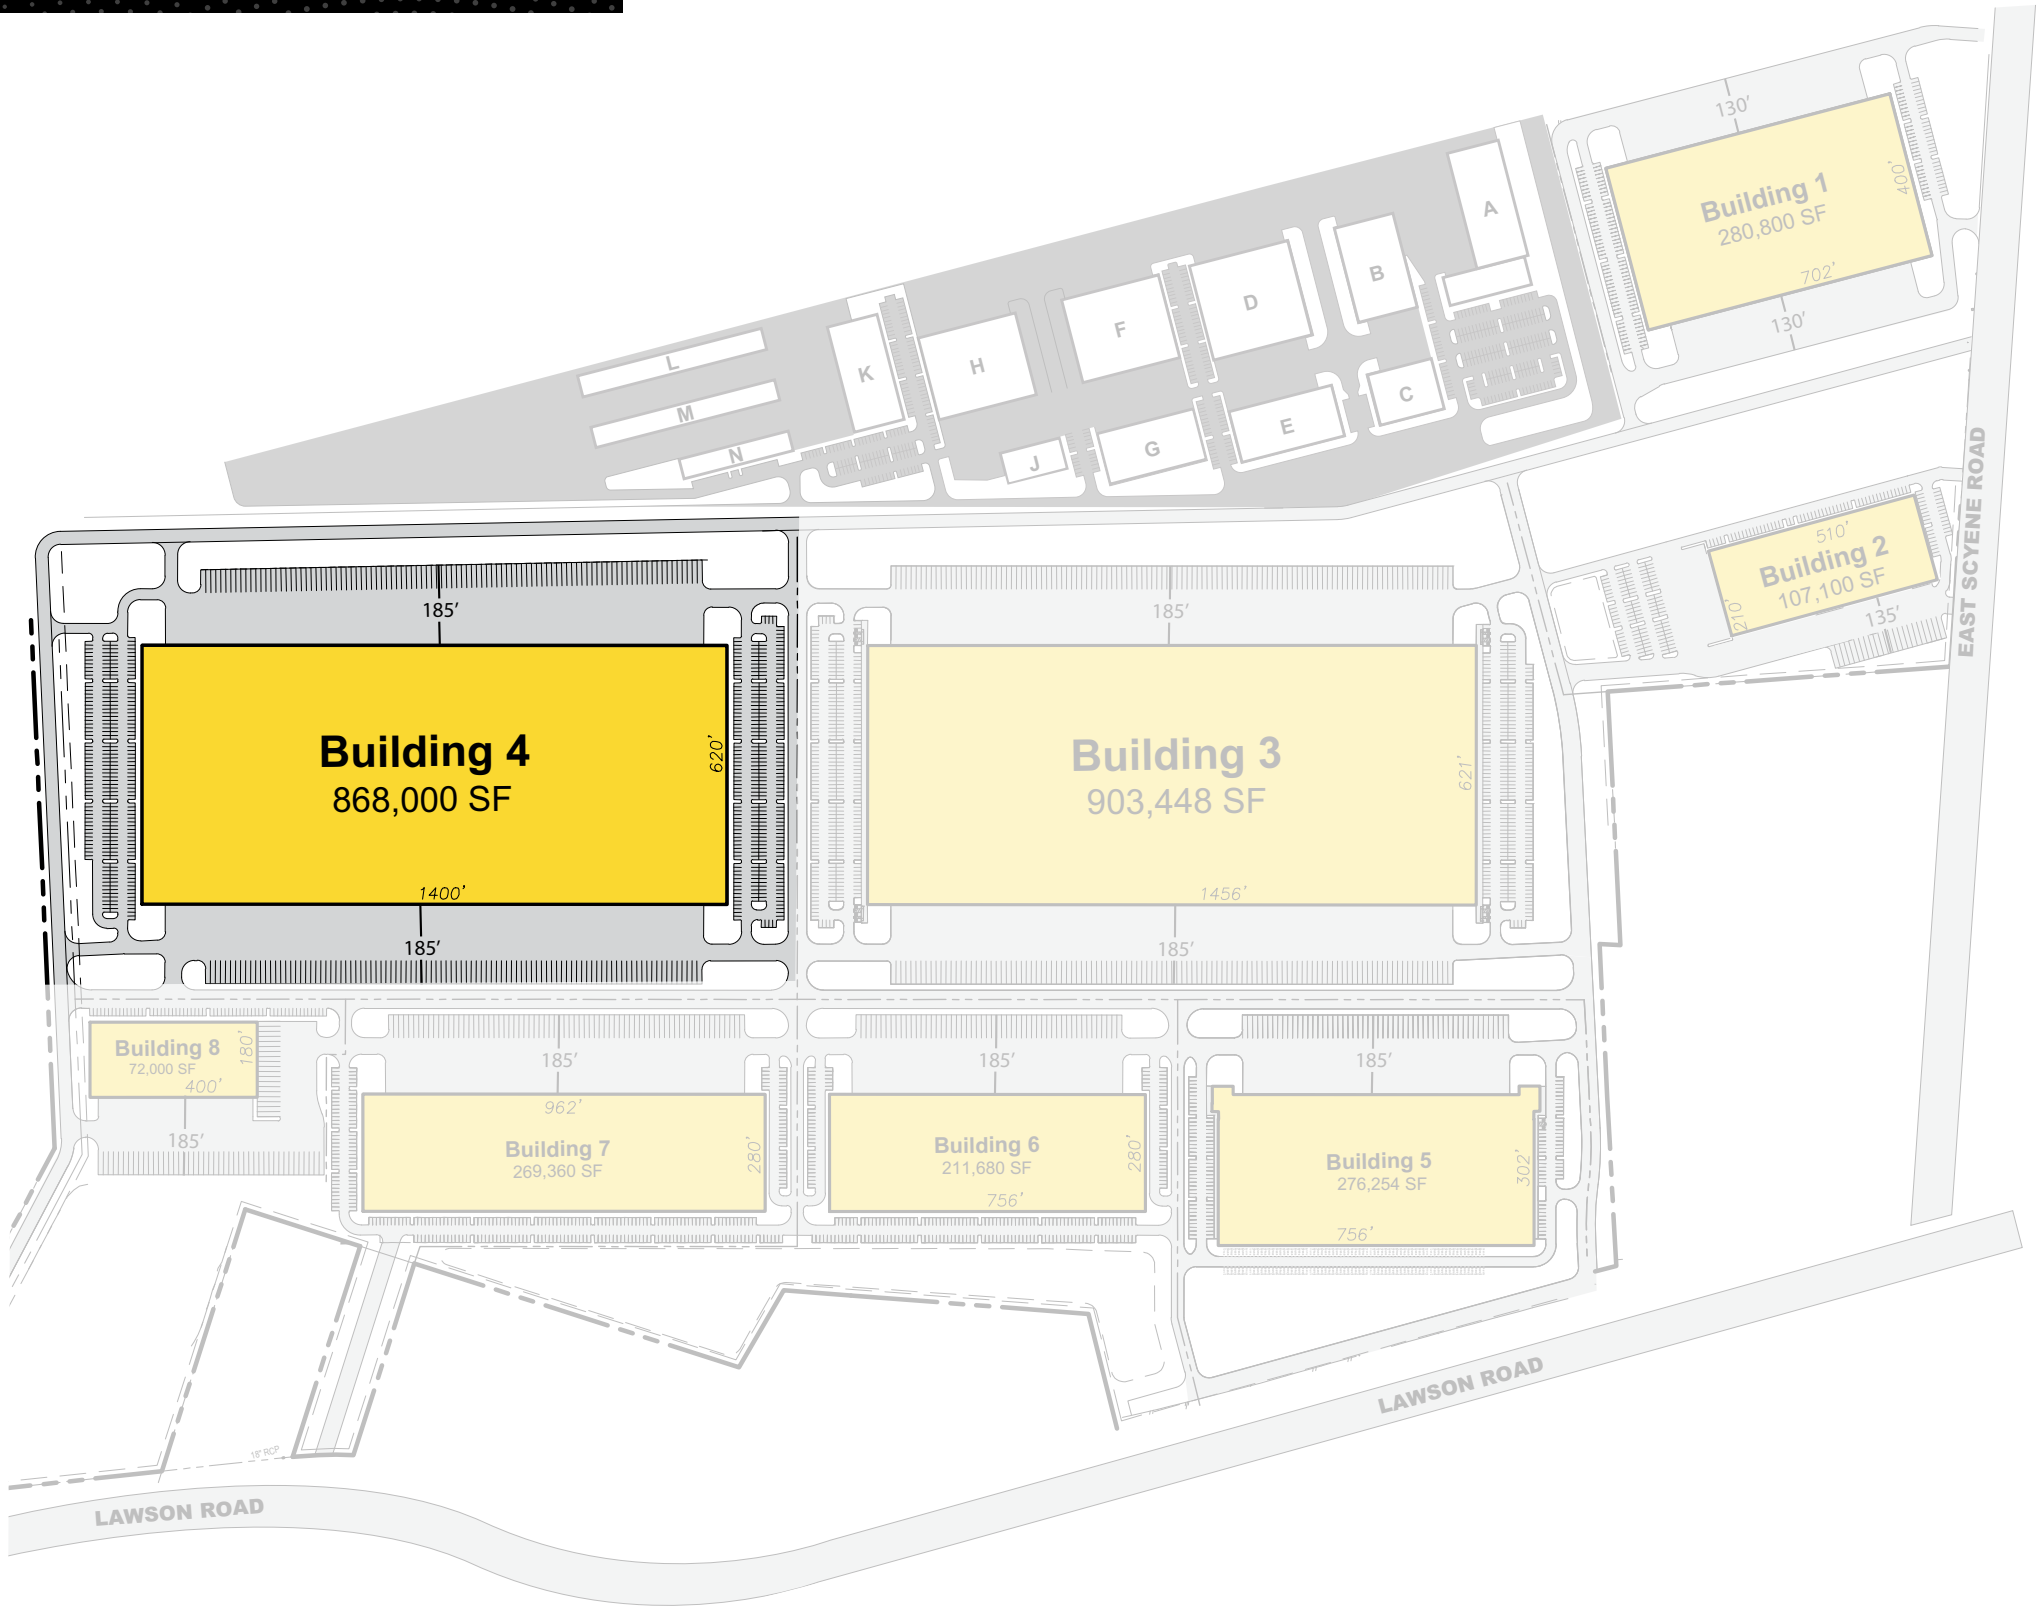 130’
Building 1
280,800 SF
400’
702’
130’
A
B
D
F
H
K
L
M
N
C
E
G
J
510’
Building 2
107,100 SF
210’
135’
EAST SCYENE ROAD
185’
Building 4
868,000 SF
620’
1400’
185’
185’
Building 3
903,448 SF
621’
1456’
185’
Building 8
72,000 SF
180’
400’
185’
185’
962’
Building 7
269,360 SF
280’
185’
Building 6
211,680 SF
280’
756’
185’
Building 5
276,254 SF
302’
756’
LAWSON ROAD
18" RCP
LAWSON ROAD